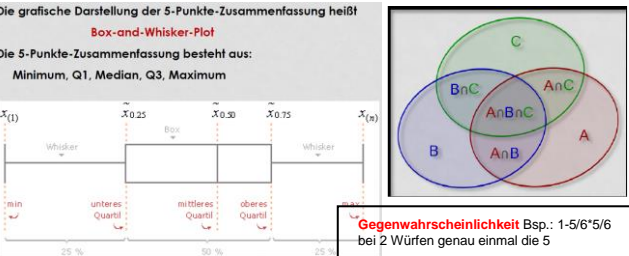 Die grafische Darstellung der 5-Punkte-Zusammenfassung heißt
Box-and-Whisker-Plot
Die 5-Punkte-Zusammenfassung besteht aus:
Minimum, Q1, Median, Q3, Maximum
x(1) x̃0.25 x̃0.50 x̃0.75 x(n)
Box
Whisker Whisker
min unteres Quartil mittleres Quartil oberes Quartil max
25 % 50 % 25 %
C
B∩C A∩C
A∩B∩C
B A∩B A
Gegenwahrscheinlichkeit Bsp.: 1-5/6*5/6
bei 2 Würfen genau einmal die 5